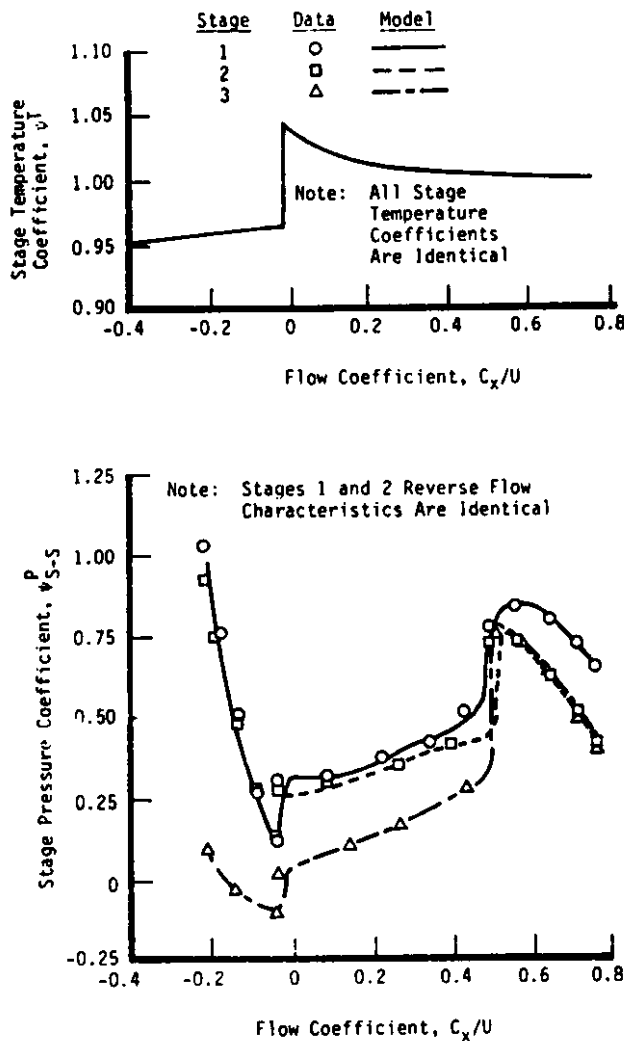 Stage Data Model
1
2
3
1.10
1.05
1.00
0.95
0.90
Stage Temperature
Coefficient, ψT
Note: All Stage
Temperature
Coefficients
Are Identical
-0.4 -0.2 0 0.2 0.4 0.6 0.8
Flow Coefficient, Cx/U
1.25
1.00
0.75
0.50
0.25
0
-0.25
Stage Pressure Coefficient, ψPS-S
Note: Stages 1 and 2 Reverse Flow
Characteristics Are Identical
-0.4 -0.2 0 0.2 0.4 0.6 0.8
Flow Coefficient, Cx/U